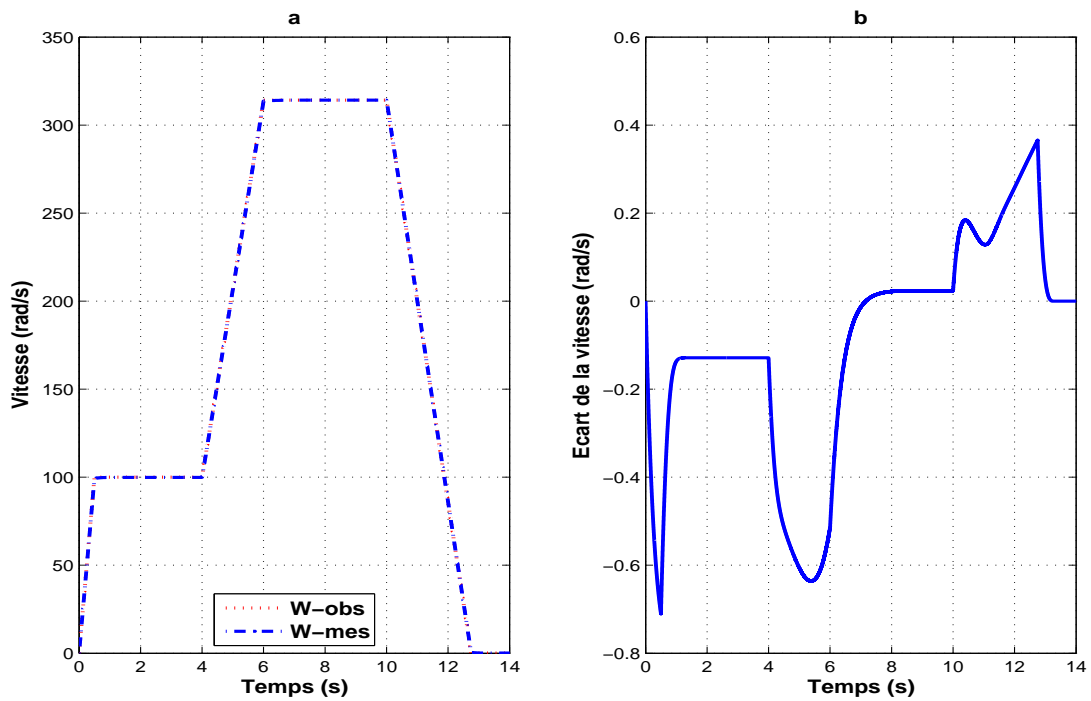 a
350
300
250
200
150
100
50
0
Vitesse (rad/s)
W-obs
W-mes
0 2 4 6 8 10 12 14
Temps (s)
b
0.6
0.4
0.2
0
−0.2
−0.4
−0.6
−0.8
Ecart de la vitesse (rad/s)
0 2 4 6 8 10 12 14
Temps (s)